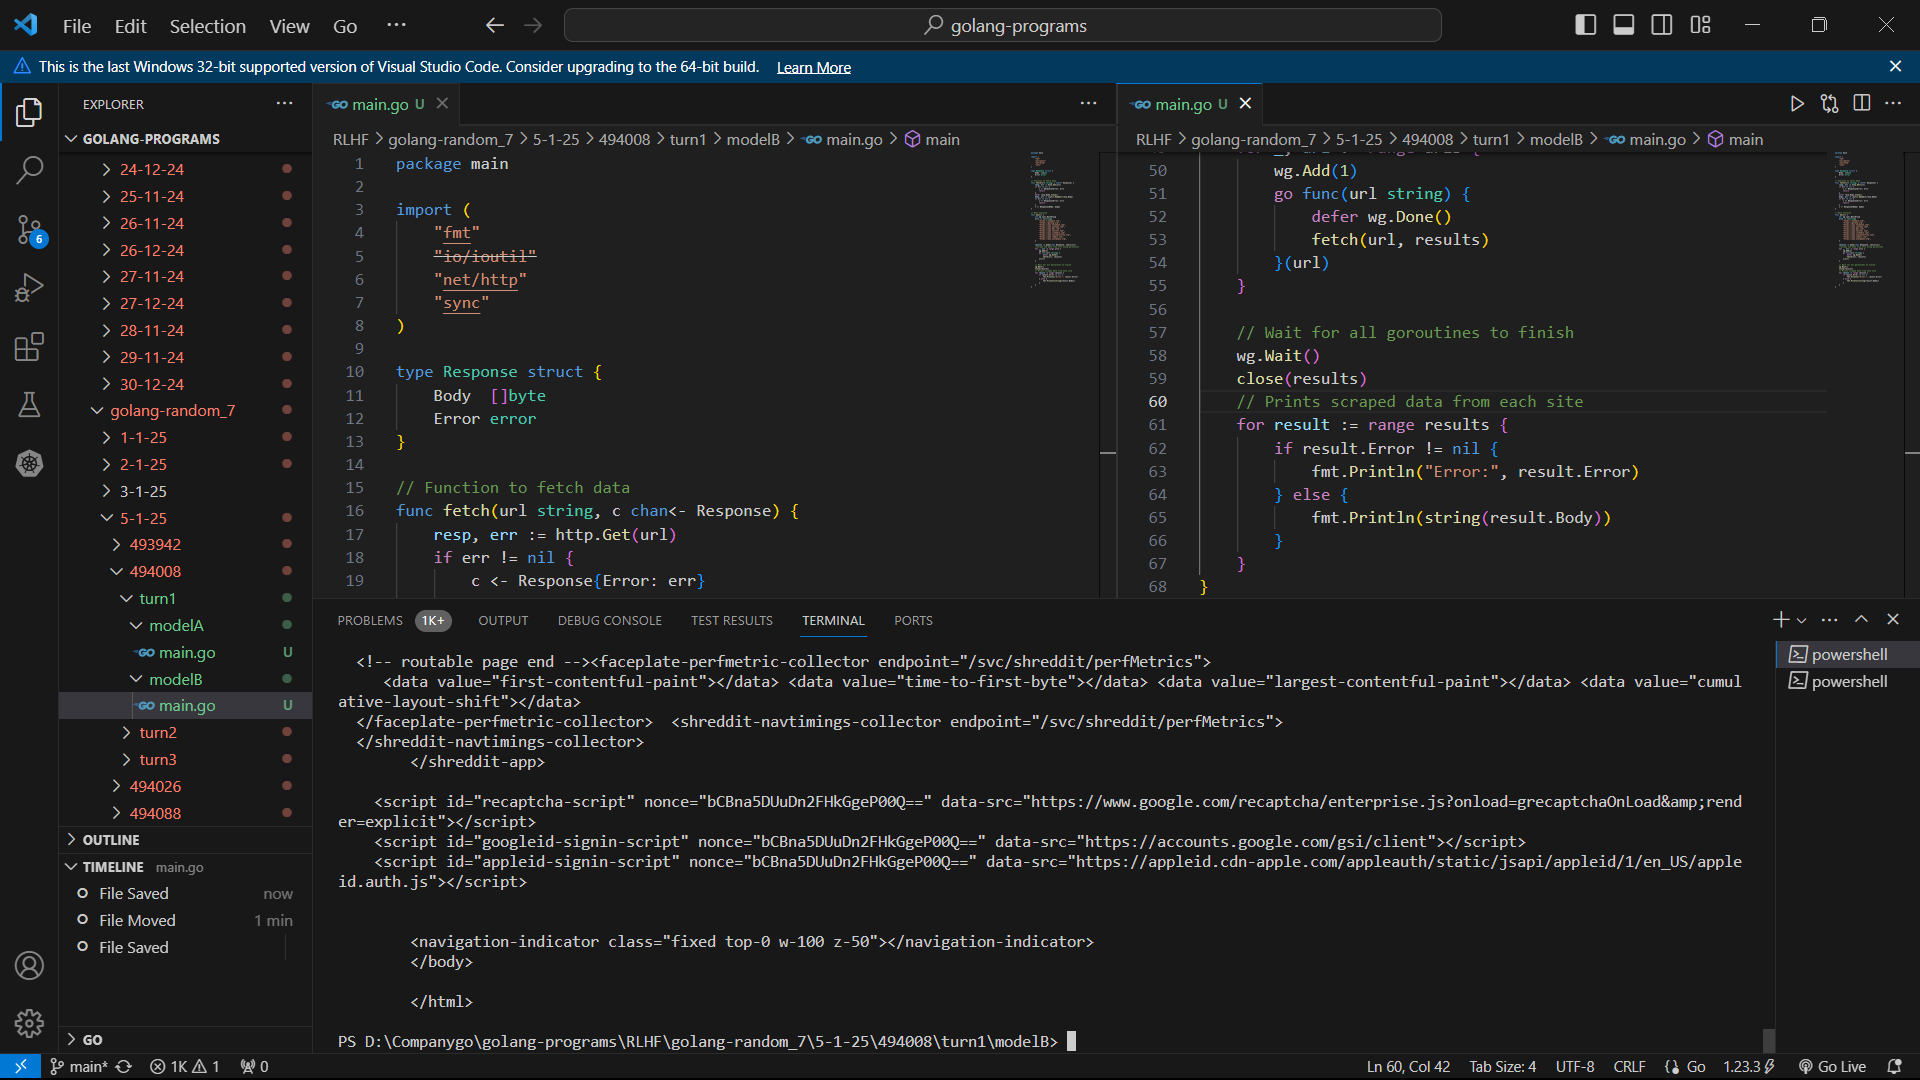 File Edit Selection View Go ··· golang-programs
This is the last Windows 32-bit supported version of Visual Studio Code. Consider upgrading to the 64-bit build. Learn More
EXPLORER
GOLANG-PROGRAMS
24-12-24
25-11-24
26-11-24
26-12-24
27-11-24
27-12-24
28-11-24
29-11-24
30-12-24
golang-random_7
1-1-25
2-1-25
3-1-25
5-1-25
493942
494008
turn1
modelA
main.go U
modelB
main.go U
turn2
turn3
494026
494088
OUTLINE
TIMELINE main.go
File Saved now
File Moved 1 min
File Saved
GO
6
main.go U
RLHF > golang-random_7 > 5-1-25 > 494008 > turn1 > modelB > main.go > main
1 package main
2
3 import (
4 "fmt"
5 "io/ioutil"
6 "net/http"
7 "sync"
8 )
9
10 type Response struct {
11 Body []byte
12 Error error
13 }
14
15 // Function to fetch data
16 func fetch(url string, c chan<- Response) {
17 resp, err := http.Get(url)
18 if err != nil {
19 c <- Response{Error: err}
main.go U
RLHF > golang-random_7 > 5-1-25 > 494008 > turn1 > modelB > main.go > main
50 wg.Add(1)
51 go func(url string) {
52 defer wg.Done()
53 fetch(url, results)
54 }(url)
55 }
56
57 // Wait for all goroutines to finish
58 wg.Wait()
59 close(results)
60 // Prints scraped data from each site
61 for result := range results {
62 if result.Error != nil {
63 fmt.Println("Error:", result.Error)
64 } else {
65 fmt.Println(string(result.Body))
66 }
67 }
68 }
PROBLEMS 1K+ OUTPUT DEBUG CONSOLE TEST RESULTS TERMINAL PORTS
<!-- routable page end --><faceplate-perfmetric-collector endpoint="/svc/shreddit/perfMetrics">
<data value="first-contentful-paint"></data> <data value="time-to-first-byte"></data> <data value="largest-contentful-paint"></data> <data value="cumul
ative-layout-shift"></data>
</faceplate-perfmetric-collector> <shreddit-navtimings-collector endpoint="/svc/shreddit/perfMetrics">
</shreddit-navtimings-collector>
</shreddit-app>
<script id="recaptcha-script" nonce="bCBna5DUuDn2FHkGgeP00Q==" data-src="https://www.google.com/recaptcha/enterprise.js?onload=grecaptchaOnLoad&amp;rend
er=explicit"></script>
<script id="googleid-signin-script" nonce="bCBna5DUuDn2FHkGgeP00Q==" data-src="https://accounts.google.com/gsi/client"></script>
<script id="appleid-signin-script" nonce="bCBna5DUuDn2FHkGgeP00Q==" data-src="https://appleid.cdn-apple.com/appleauth/static/jsapi/appleid/1/en_US/apple
id.auth.js"></script>
<navigation-indicator class="fixed top-0 w-100 z-50"></navigation-indicator>
</body>
</html>
PS D:\Companygo\golang-programs\RLHF\golang-random_7\5-1-25\494008\turn1\modelB>
powershell
powershell
main* 1K 1 0 Ln 60, Col 42 Tab Size: 4 UTF-8 CRLF Go 1.23.3 Go Live